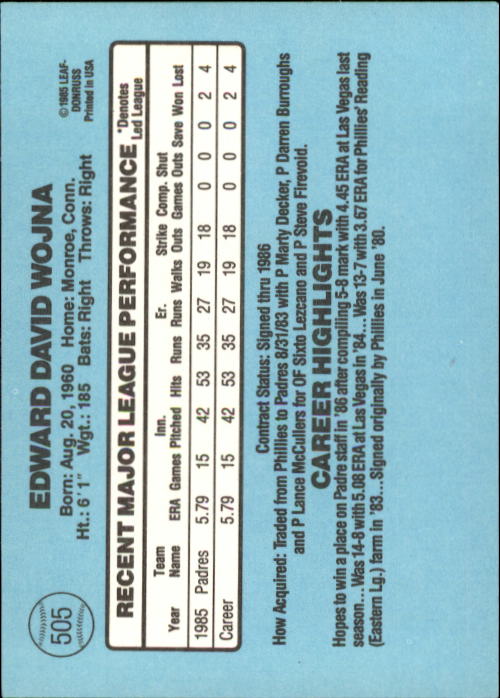 505
EDWARD DAVID WOJNA
Born: Aug. 20, 1960 Home: Monroe, Conn.
Ht.: 6'1" Wgt.: 185 Bats: Right Throws: Right
©1985 LEAF-
DONRUSS
Printed in USA
RECENT MAJOR LEAGUE PERFORMANCE *Denotes
Led League
Team Inn. Er. Strike Comp. Shut
Year Name ERA Games Pitched Hits Runs Runs Walks Outs Games Outs Save Won Lost
1985 Padres 5.79 15 42 53 35 27 19 18 0 0 0 2 4
Career 5.79 15 42 53 35 27 19 18 0 0 0 2 4
Contract Status: Signed thru 1986
How Acquired: Traded from Phillies to Padres 8/31/83 with P Marty Decker, P Darren Burroughs
and P Lance McCullers for OF Sixto Lezcano and P Steve Firevoid.
CAREER HIGHLIGHTS
Hopes to win a place on Padre staff in '86 after compiling 5-8 mark with 4.45 ERA at Las Vegas last
season... Was 14-8 with 5.08 ERA at Las Vegas in '84... Was 13-7 with 3.67 ERA for Phillies' Reading
(Eastern Lg.) farm in '83... Signed originally by Phillies in June '80.